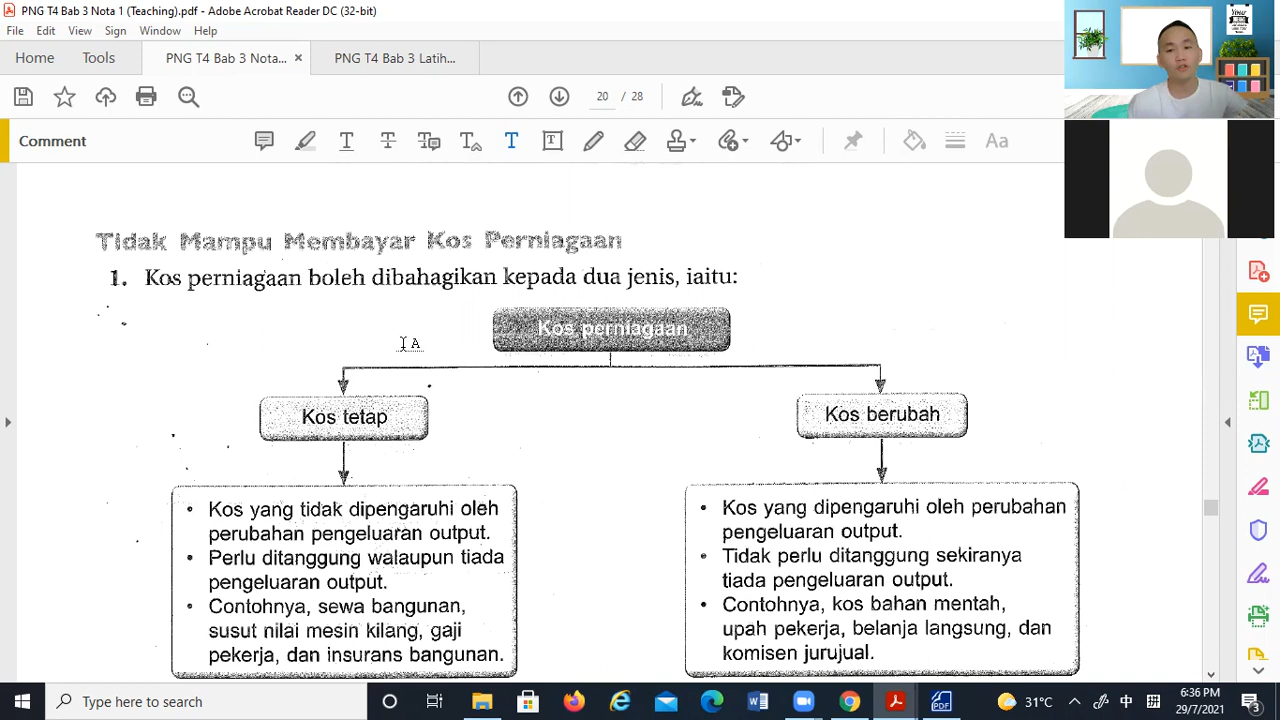 PNG T4 Bab 3 Nota 1 (Teaching).pdf - Adobe Acrobat Reader DC (32-bit)
File Edit View Sign Window Help
Home Tools PNG T4 Bab 3 Nota... × PNG T4 Bab 3 Latih...
20 / 28
Comment
Aa
Tidak Mampu Membayar Kos Perniagaan
1. Kos perniagaan boleh dibahagikan kepada dua jenis, iaitu:
Kos perniagaan
A
Kos tetap
Kos berubah
• Kos yang tidak dipengaruhi oleh
perubahan pengeluaran output.
• Perlu ditanggung walaupun tiada
pengeluaran output.
• Contohnya, sewa bangunan,
susut nilai mesin kilang, gaji
pekerja, dan insurans bangunan.
• Kos yang dipengaruhi oleh perubahan
pengeluaran output.
• Tidak perlu ditanggung sekiranya
tiada pengeluaran output.
• Contohnya, kos bahan mentah,
upah pekerja, belanja langsung, dan
komisen jurujual.
Type here to search
31°C
中
拼
6:36 PM
29/7/2021
3